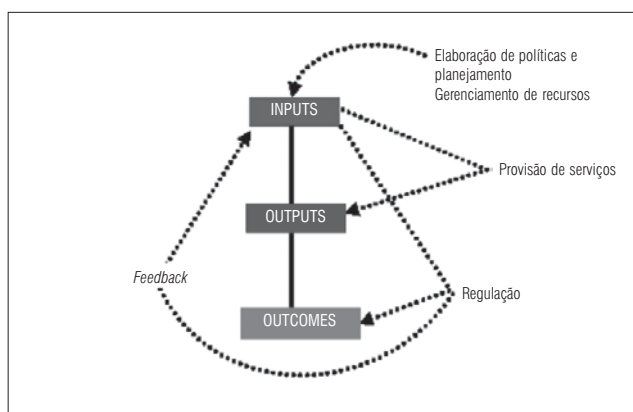 Elaboração de políticas e
planejamento
Gerenciamento de recursos
INPUTS
Provisão de serviços
OUTPUTS
Feedback
Regulação
OUTCOMES